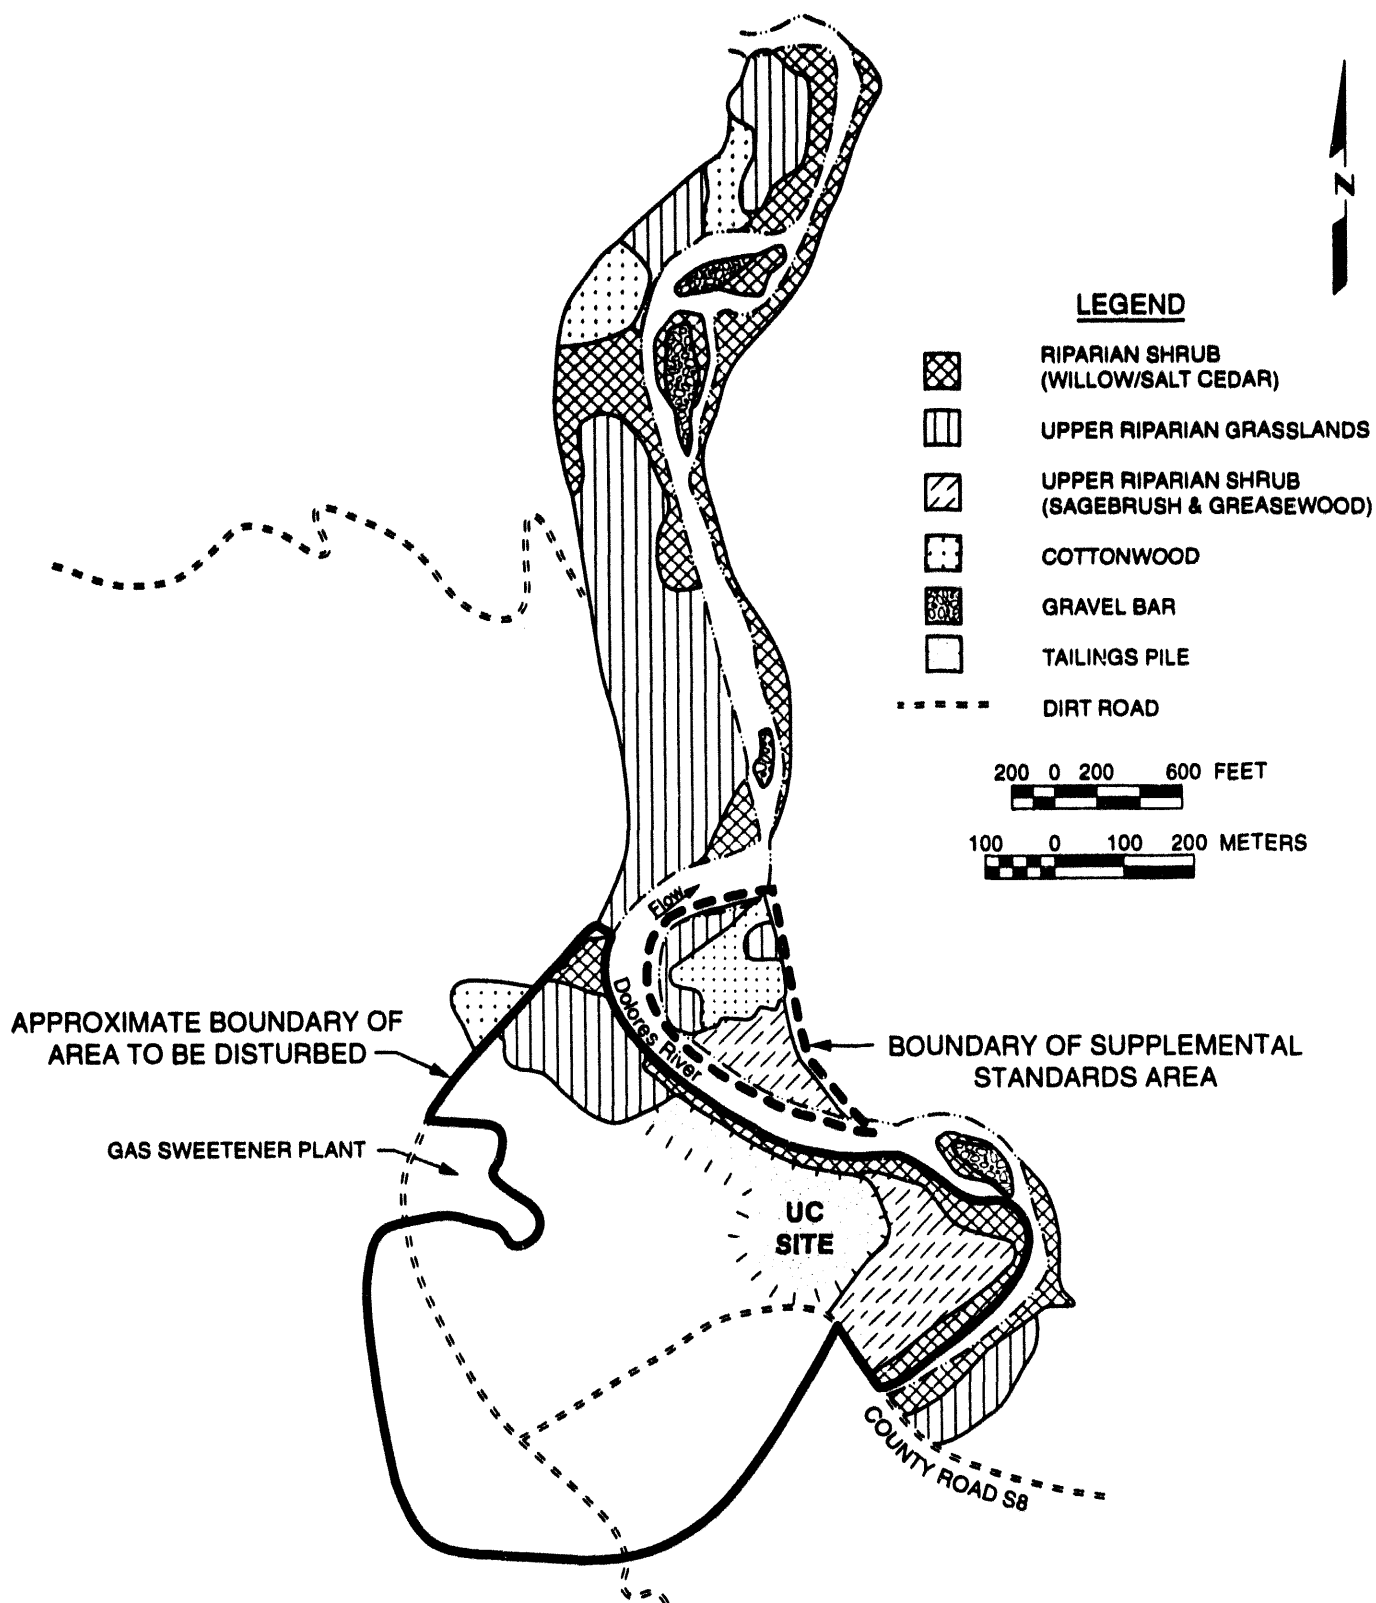 N
LEGEND
RIPARIAN SHRUB
(WILLOW/SALT CEDAR)
UPPER RIPARIAN GRASSLANDS
UPPER RIPARIAN SHRUB
(SAGEBRUSH & GREASEWOOD)
COTTONWOOD
GRAVEL BAR
TAILINGS PILE
DIRT ROAD
200 0 200 600 FEET
100 0 100 200 METERS
Flow
Dolores River
APPROXIMATE BOUNDARY OF
AREA TO BE DISTURBED
BOUNDARY OF SUPPLEMENTAL
STANDARDS AREA
GAS SWEETENER PLANT
UC
SITE
COUNTY ROAD S8